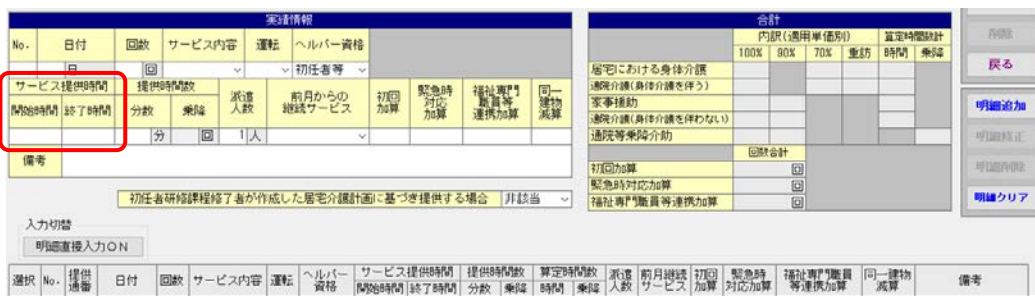 実績情報
No. 日付 回数 サービス内容 運転 ヘルパー資格
日 回 初任者等
サービス提供時間 提供時間数 派遣人数 前月からの継続サービス 初回加算 緊急時対応加算 福祉専門職員等連携加算 同一建物減算
開始時間 終了時間 分数 乗降
分 回 1 人
備考
初任者研修課程修了者が作成した居宅介護計画に基づき提供する場合 非該当
合計
内訳(適用単価別) 算定時間数計
100% 90% 70% 重訪 時間 乗降
居宅における身体介護
通院介護(身体介護を伴う)
家事援助
通院介護(身体介護を伴わない)
通院等乗降介助
回数合計
初回加算 回
緊急時対応加算 回
福祉専門職員等連携加算 回
削除
戻る
明細追加
明細修正
明細削除
明細クリア
入力切替
明細直接入力ON
選択 No. 提供通番 日付 回数 サービス内容 運転 ヘルパー資格 サービス提供時間 提供時間数 算定時間数 派遣人数 前月継続サービス 初回加算 緊急時対応加算 福祉専門職員等連携加算 同一建物減算 備考
開始時間 終了時間 分数 乗降 時間 乗降